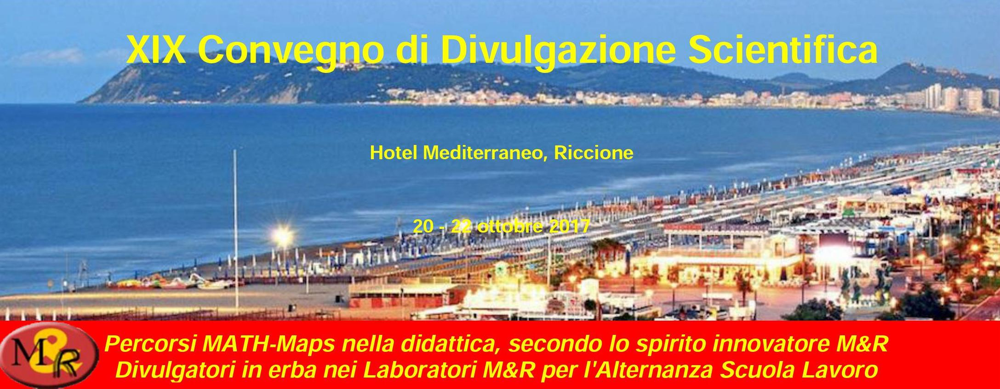 XIX Convegno di Divulgazione Scientifica
Hotel Mediterraneo, Riccione
20 - 22 ottobre 2017
M&R
Percorsi MATH-Maps nella didattica, secondo lo spirito innovatore M&R
Divulgatori in erba nei Laboratori M&R per l'Alternanza Scuola Lavoro